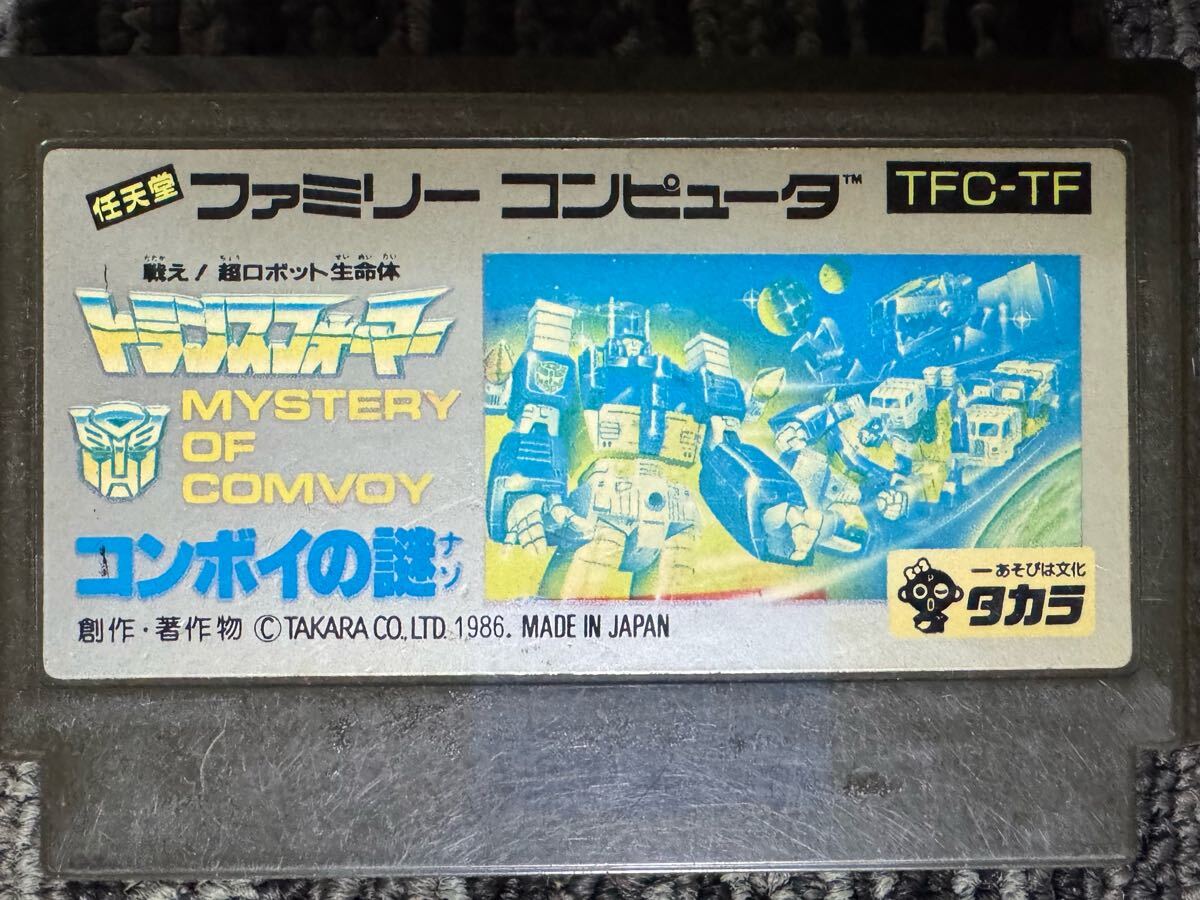 任天堂 ファミリー コンピュータ™ TFC-TF
たたか ちょう せい めい たい
戦え! 超ロボット生命体
トランスフォーマー
MYSTERY
OF
COMVOY
コンボイの謎 ナゾ
創作・著作物 ©TAKARA CO.,LTD. 1986. MADE IN JAPAN
ーあそびは文化
タカラ